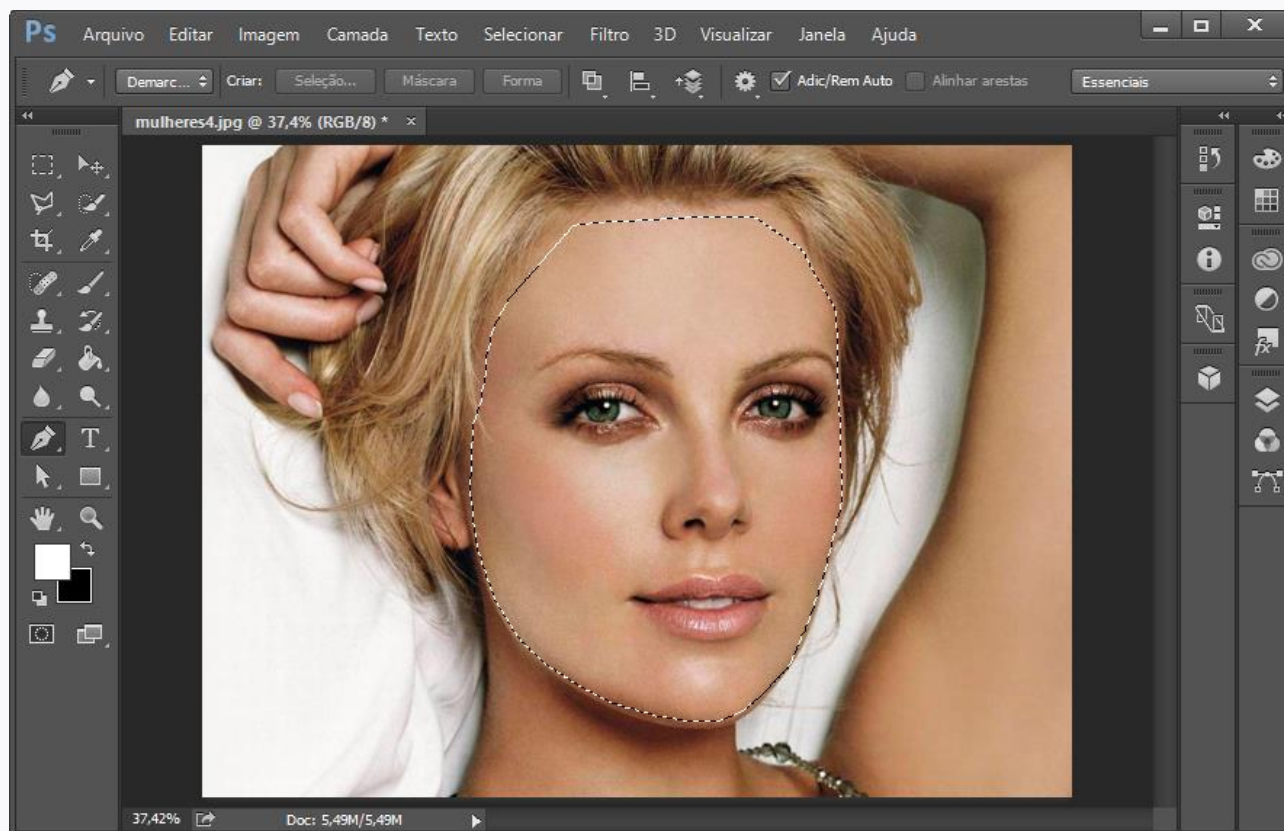 Ps Arquivo Editar Imagem Camada Texto Selecionar Filtro 3D Visualizar Janela Ajuda
Demarc... Criar: Seleção... Máscara Forma Adic/Rem Auto Alinhar arestas Essenciais
mulheres4.jpg @ 37,4% (RGB/8) * ×
T
fx
37,42% Doc: 5,49M/5,49M